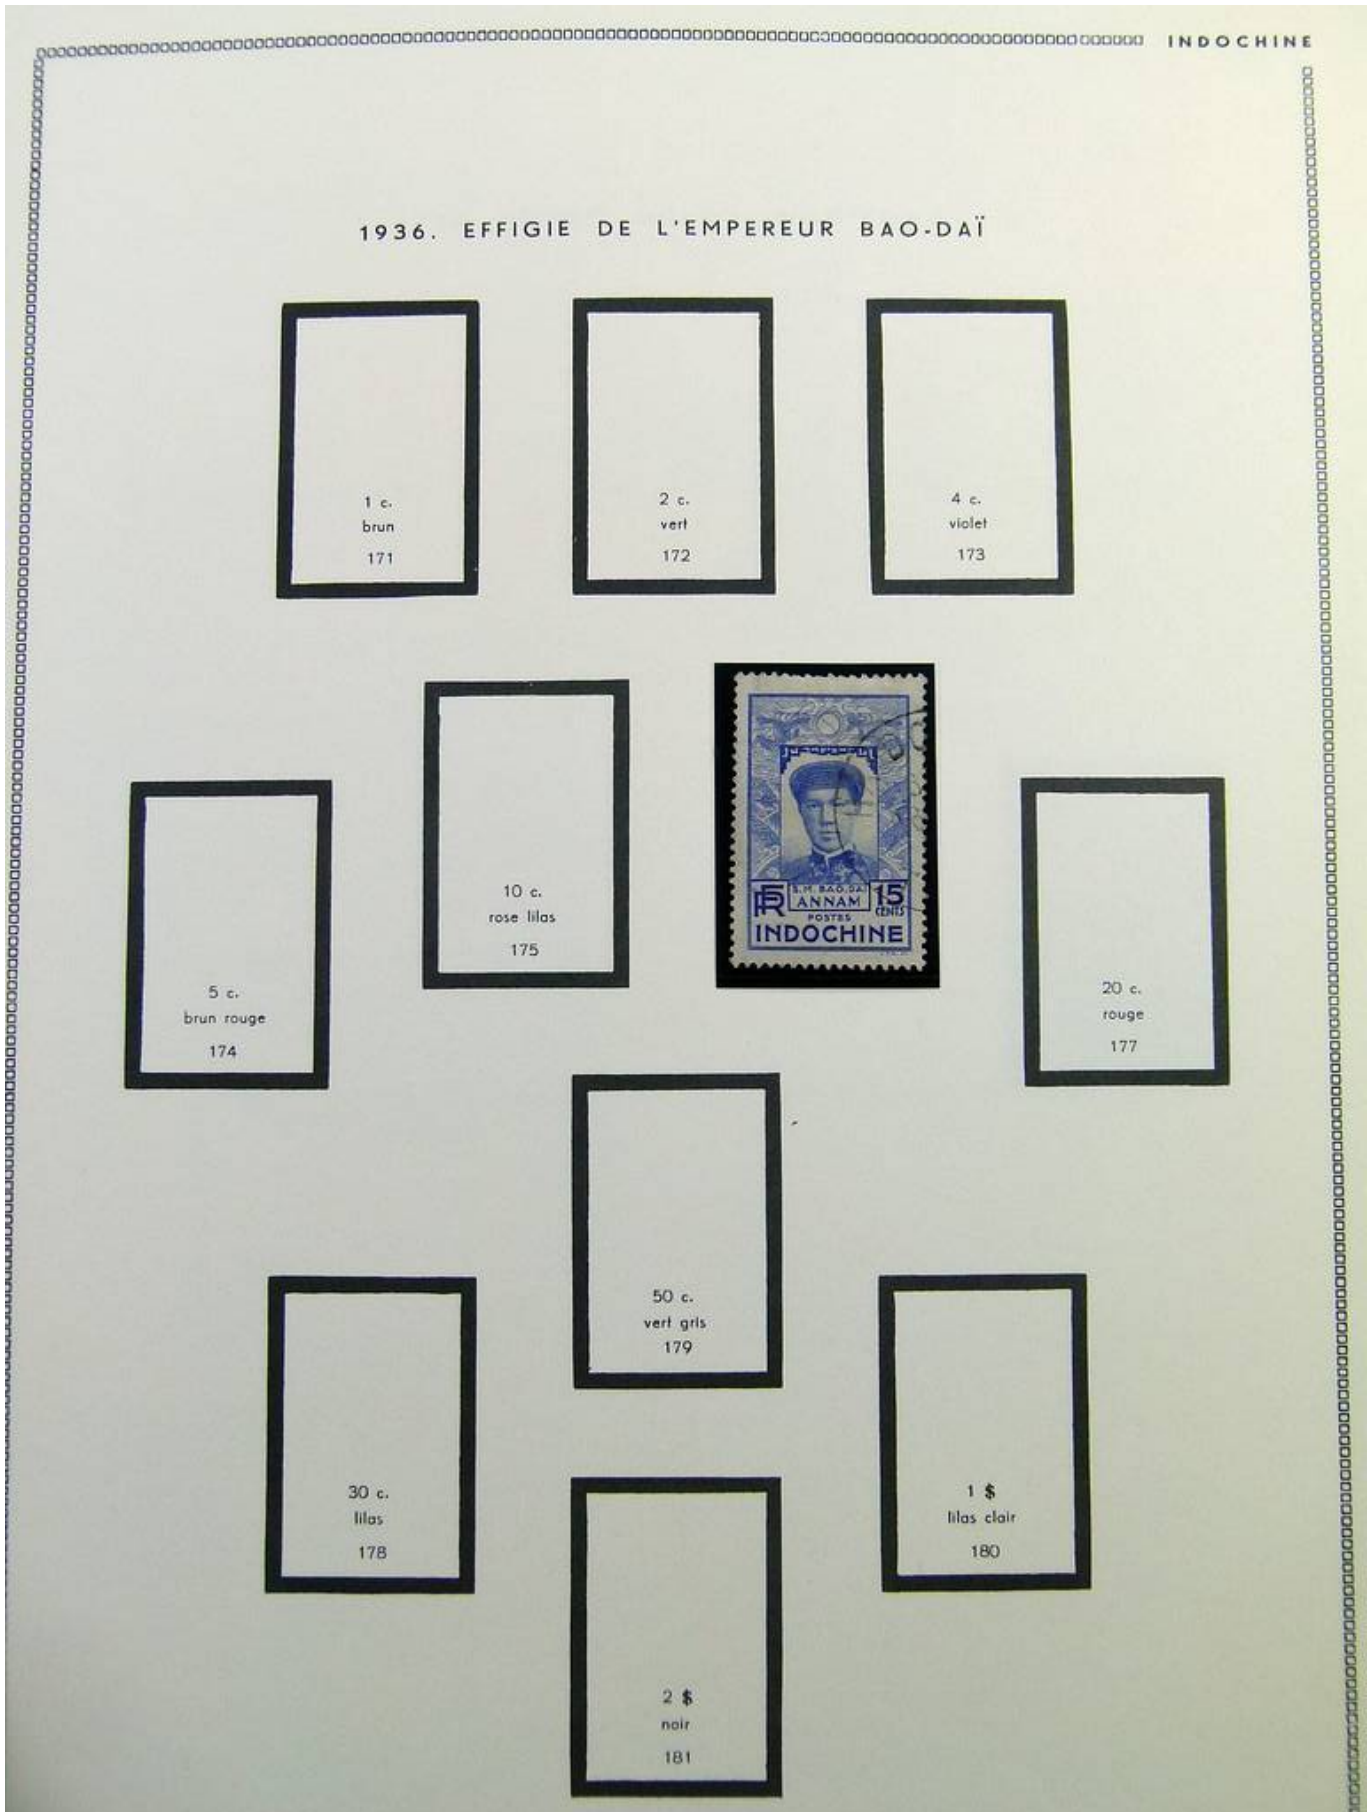 INDOCHINE
1936. EFFIGIE DE L'EMPEREUR BAO-DAÏ
1 c.
brun
171
2 c.
vert
172
4 c.
violet
173
5 c.
brun rouge
174
10 c.
rose lilas
175
RF
S.M. BAO-DAI
ANNAM
15
CENTS
POSTES
INDOCHINE
20 c.
rouge
177
30 c.
lilas
178
50 c.
vert gris
179
1 $
lilas clair
180
2 $
noir
181